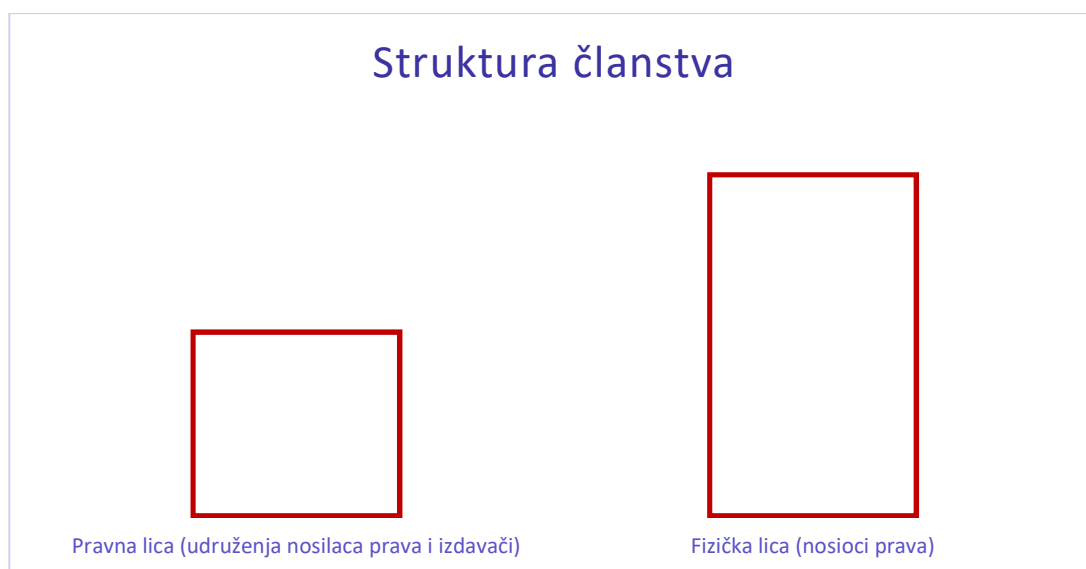 Struktura članstva
Pravna lica (udruženja nosilaca prava i izdavači)
Fizička lica (nosioci prava)